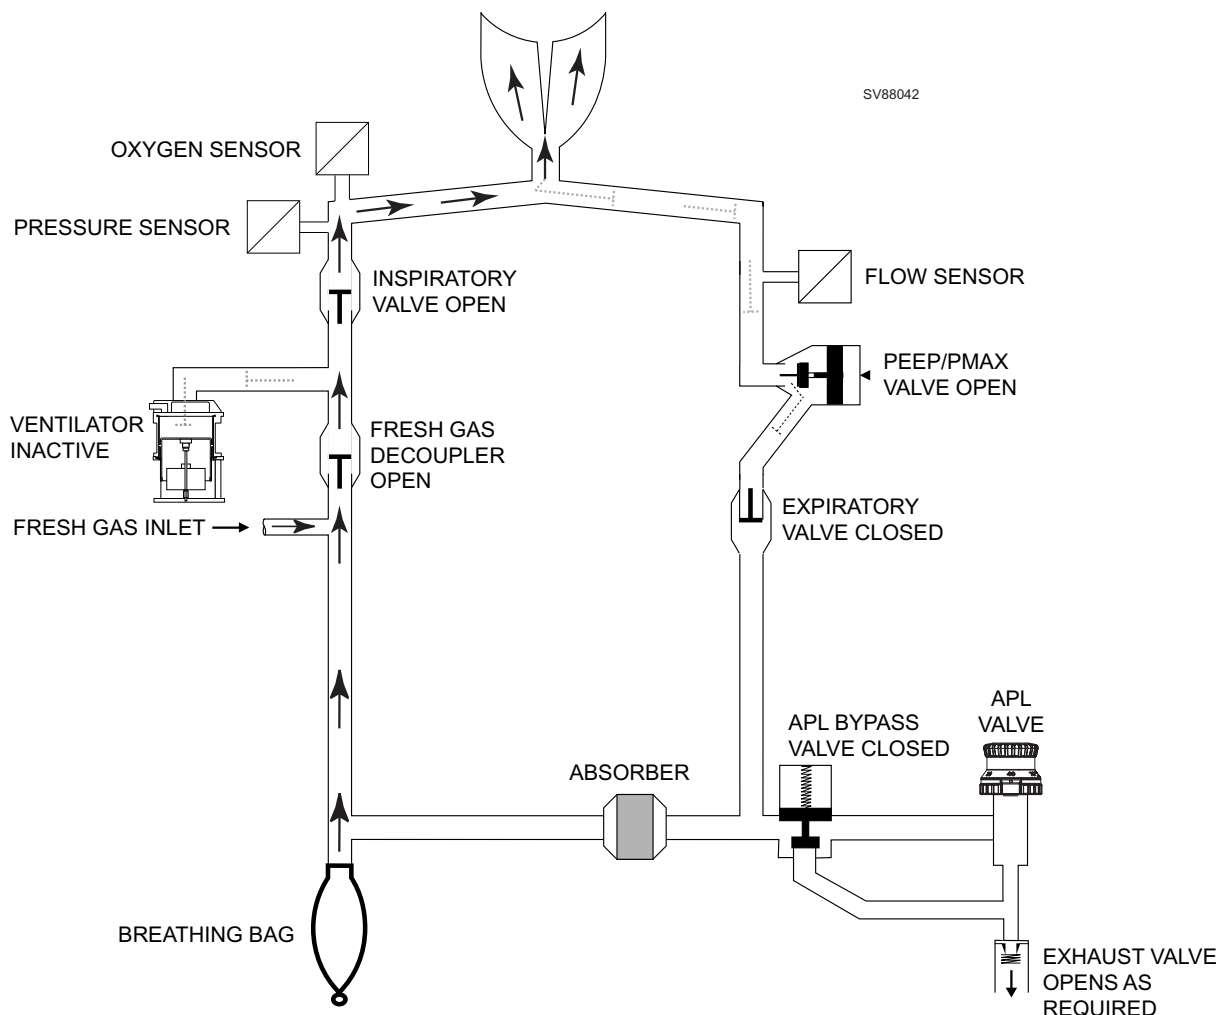 SV88042
OXYGEN SENSOR
PRESSURE SENSOR
INSPIRATORY
VALVE OPEN
FLOW SENSOR
PEEP/PMAX
VALVE OPEN
VENTILATOR
INACTIVE
FRESH GAS
DECOUPLER
OPEN
FRESH GAS INLET
EXPIRATORY
VALVE CLOSED
APL
VALVE
APL BYPASS
VALVE CLOSED
ABSORBER
BREATHING BAG
EXHAUST VALVE
OPENS AS
REQUIRED